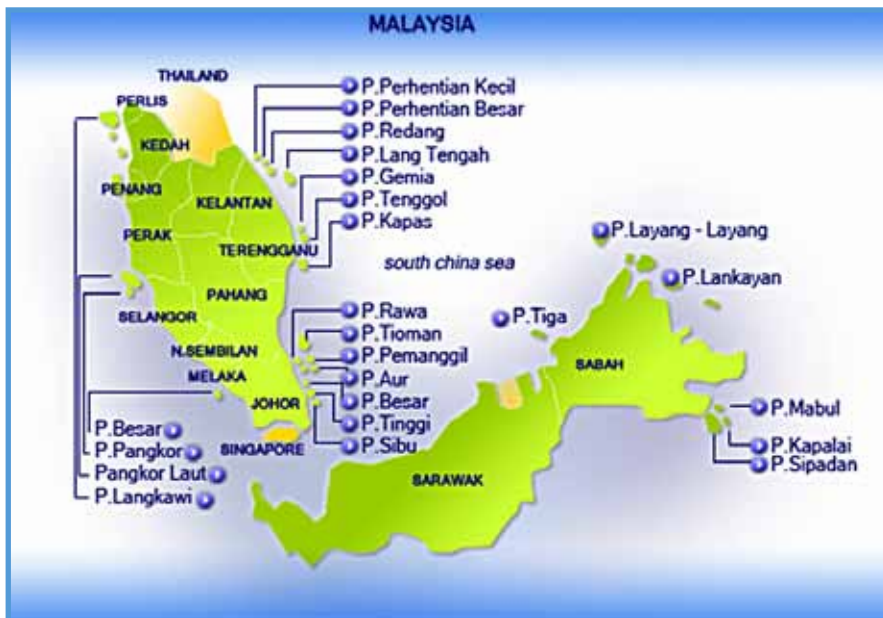 MALAYSIA
THAILAND
PERLIS
KEDAH
PENANG
KELANTAN
PERAK
TERENGGANU
PAHANG
SELANGOR
N.SEMBILAN
MELAKA
JOHOR
SINGAPORE
P.Perhentian Kecil
P.Perhentian Besar
P.Redang
P.Lang Tengah
P.Gemia
P.Tenggol
P.Kapas
south china sea
P.Rawa
P.Tioman
P.Pemanggil
P.Aur
P.Besar
P.Tinggi
P.Sibu
P.Besar
P.Pangkor
Pangkor Laut
P.Langkawi
P.Layang - Layang
P.Lankayan
P.Tiga
SABAH
SARAWAK
P.Mabul
P.Kapalai
P.Sipadan